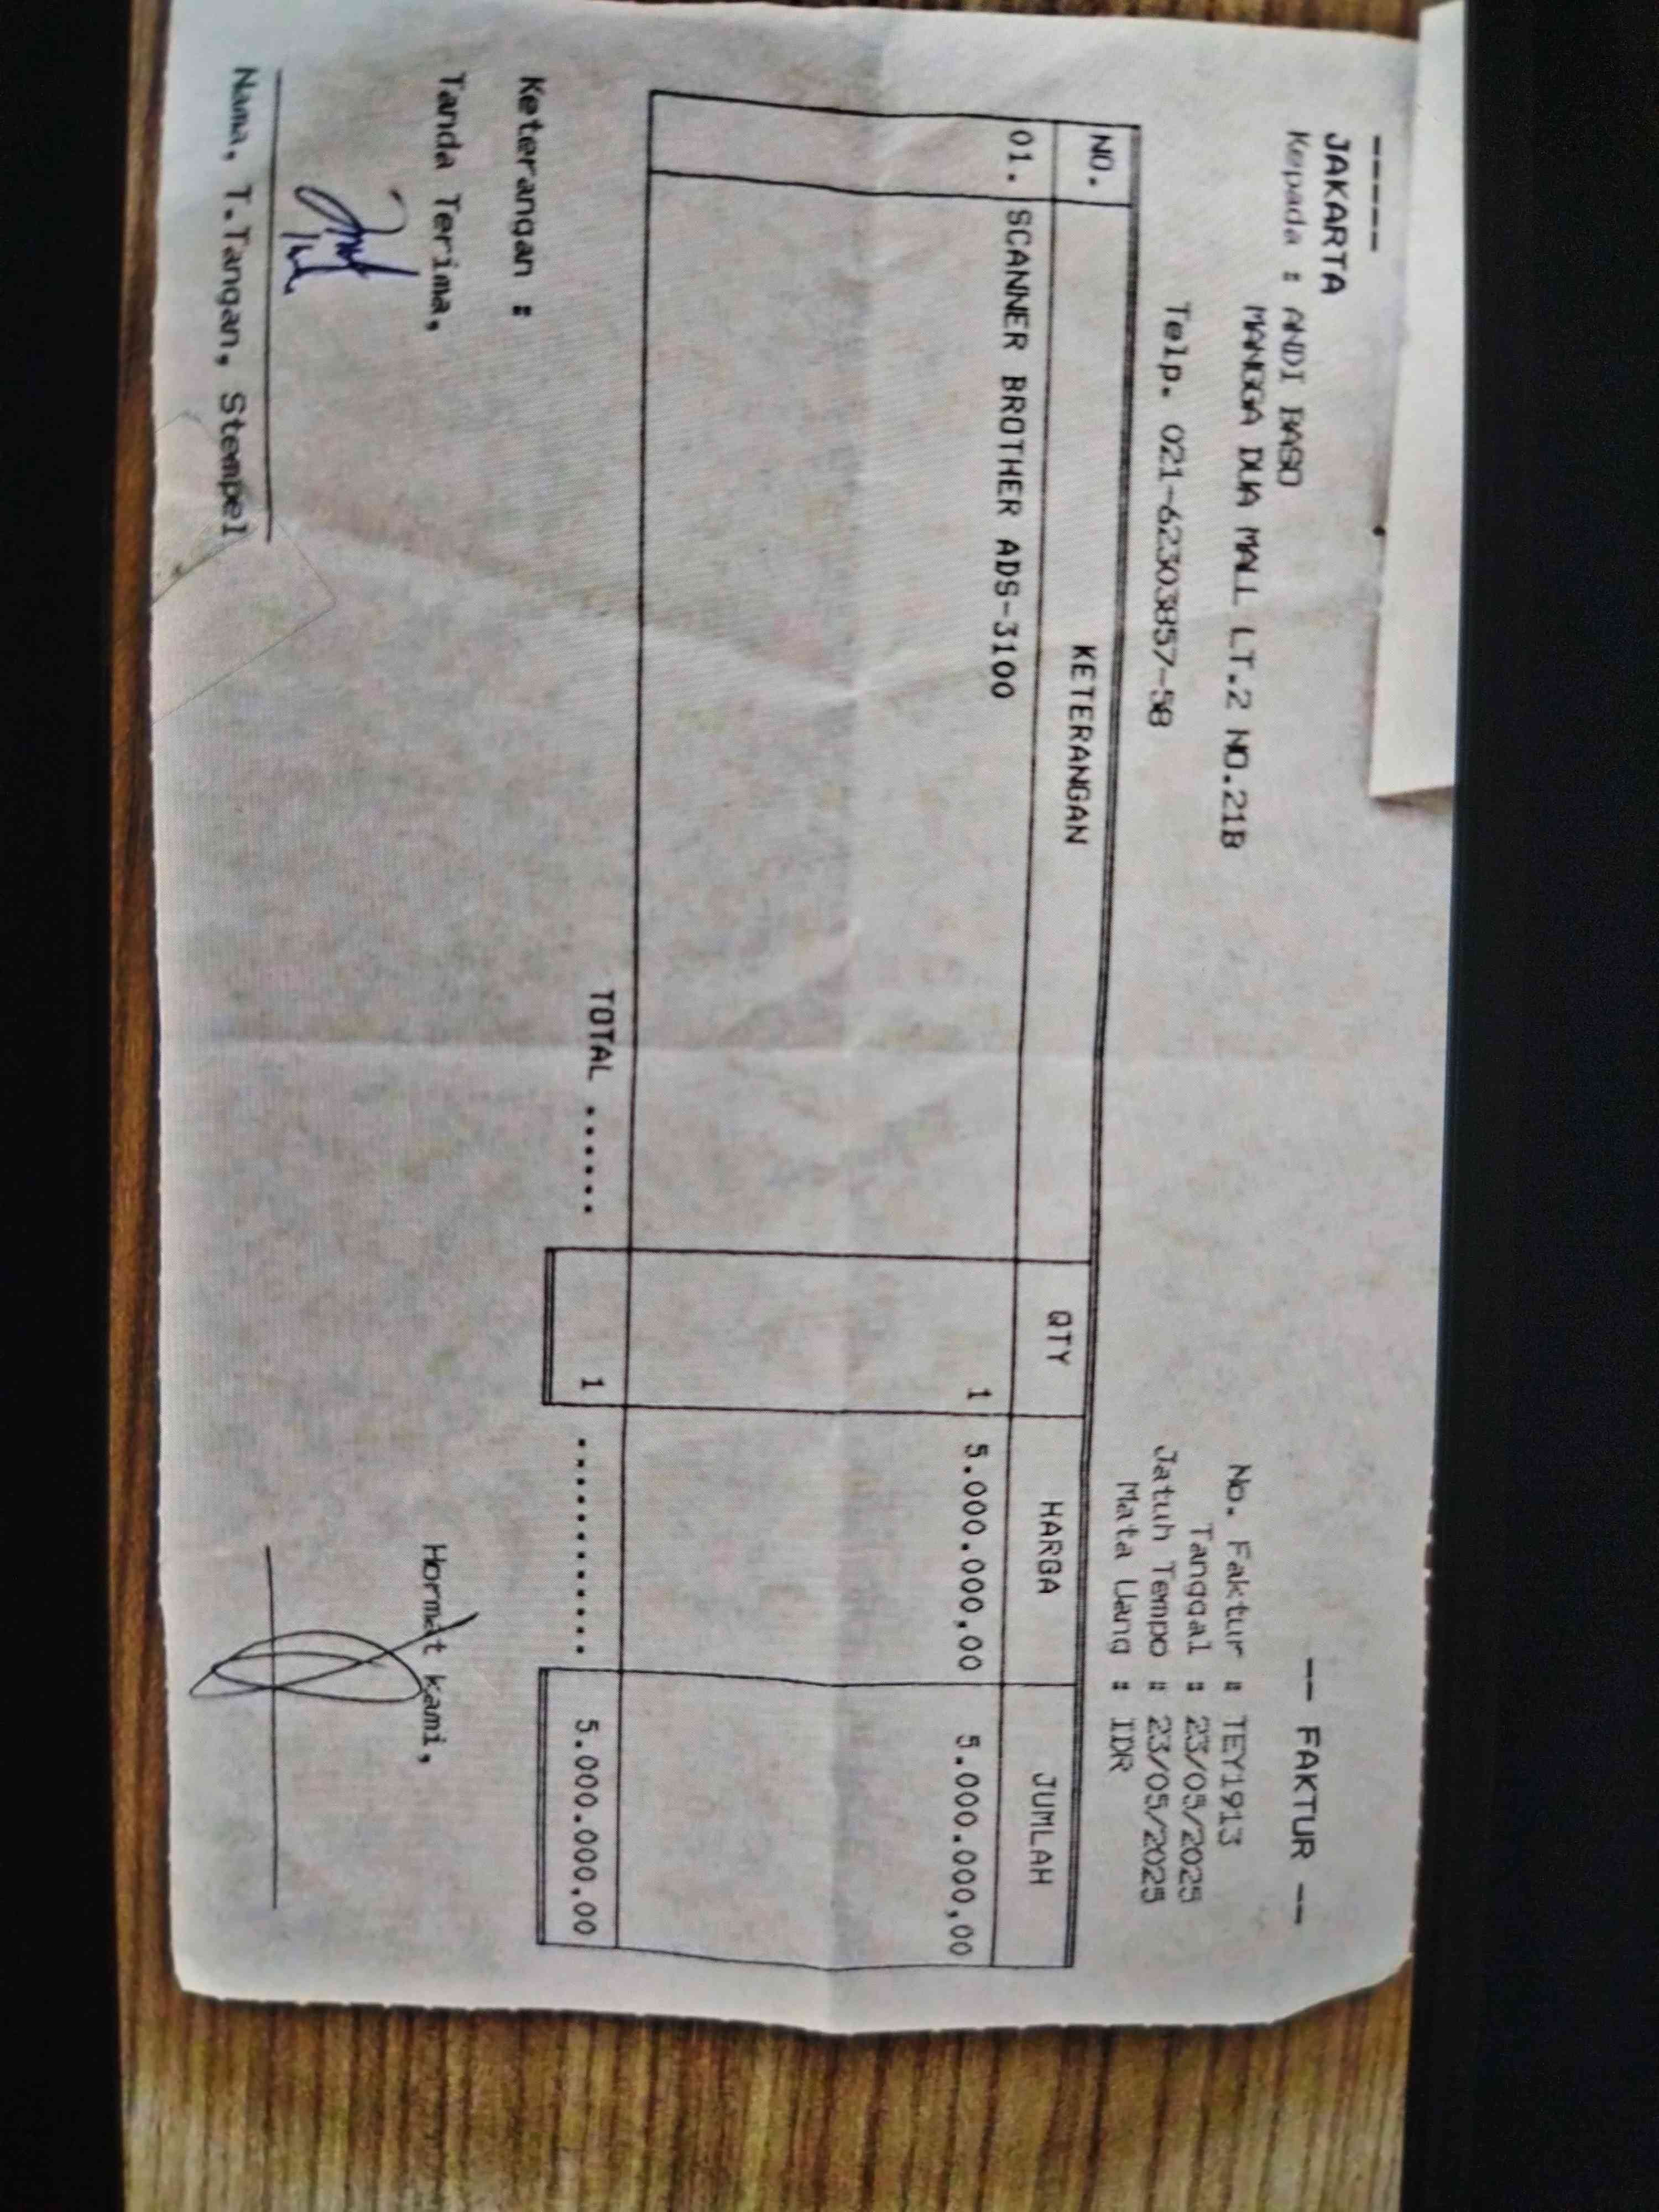 -- FAKTUR --
-----
JAKARTA
Kepada : ANDI BASO
MANGGA DUA MALL LT.2 NO.21B
Telp. 021-62303857-58
No. Faktur : TEY1913
Tanggal : 23/05/2025
Jatuh Tempo : 23/05/2025
Mata Uang : IDR
NO. KETERANGAN QTY HARGA JUMLAH
01. SCANNER BROTHER ADS-3100 1 5.000.000,00 5.000.000,00
TOTAL ...... 1 ............ 5.000.000,00
Keterangan :
Tanda Terima, Hormat kami,
Nama, T.Tangan, Stempel